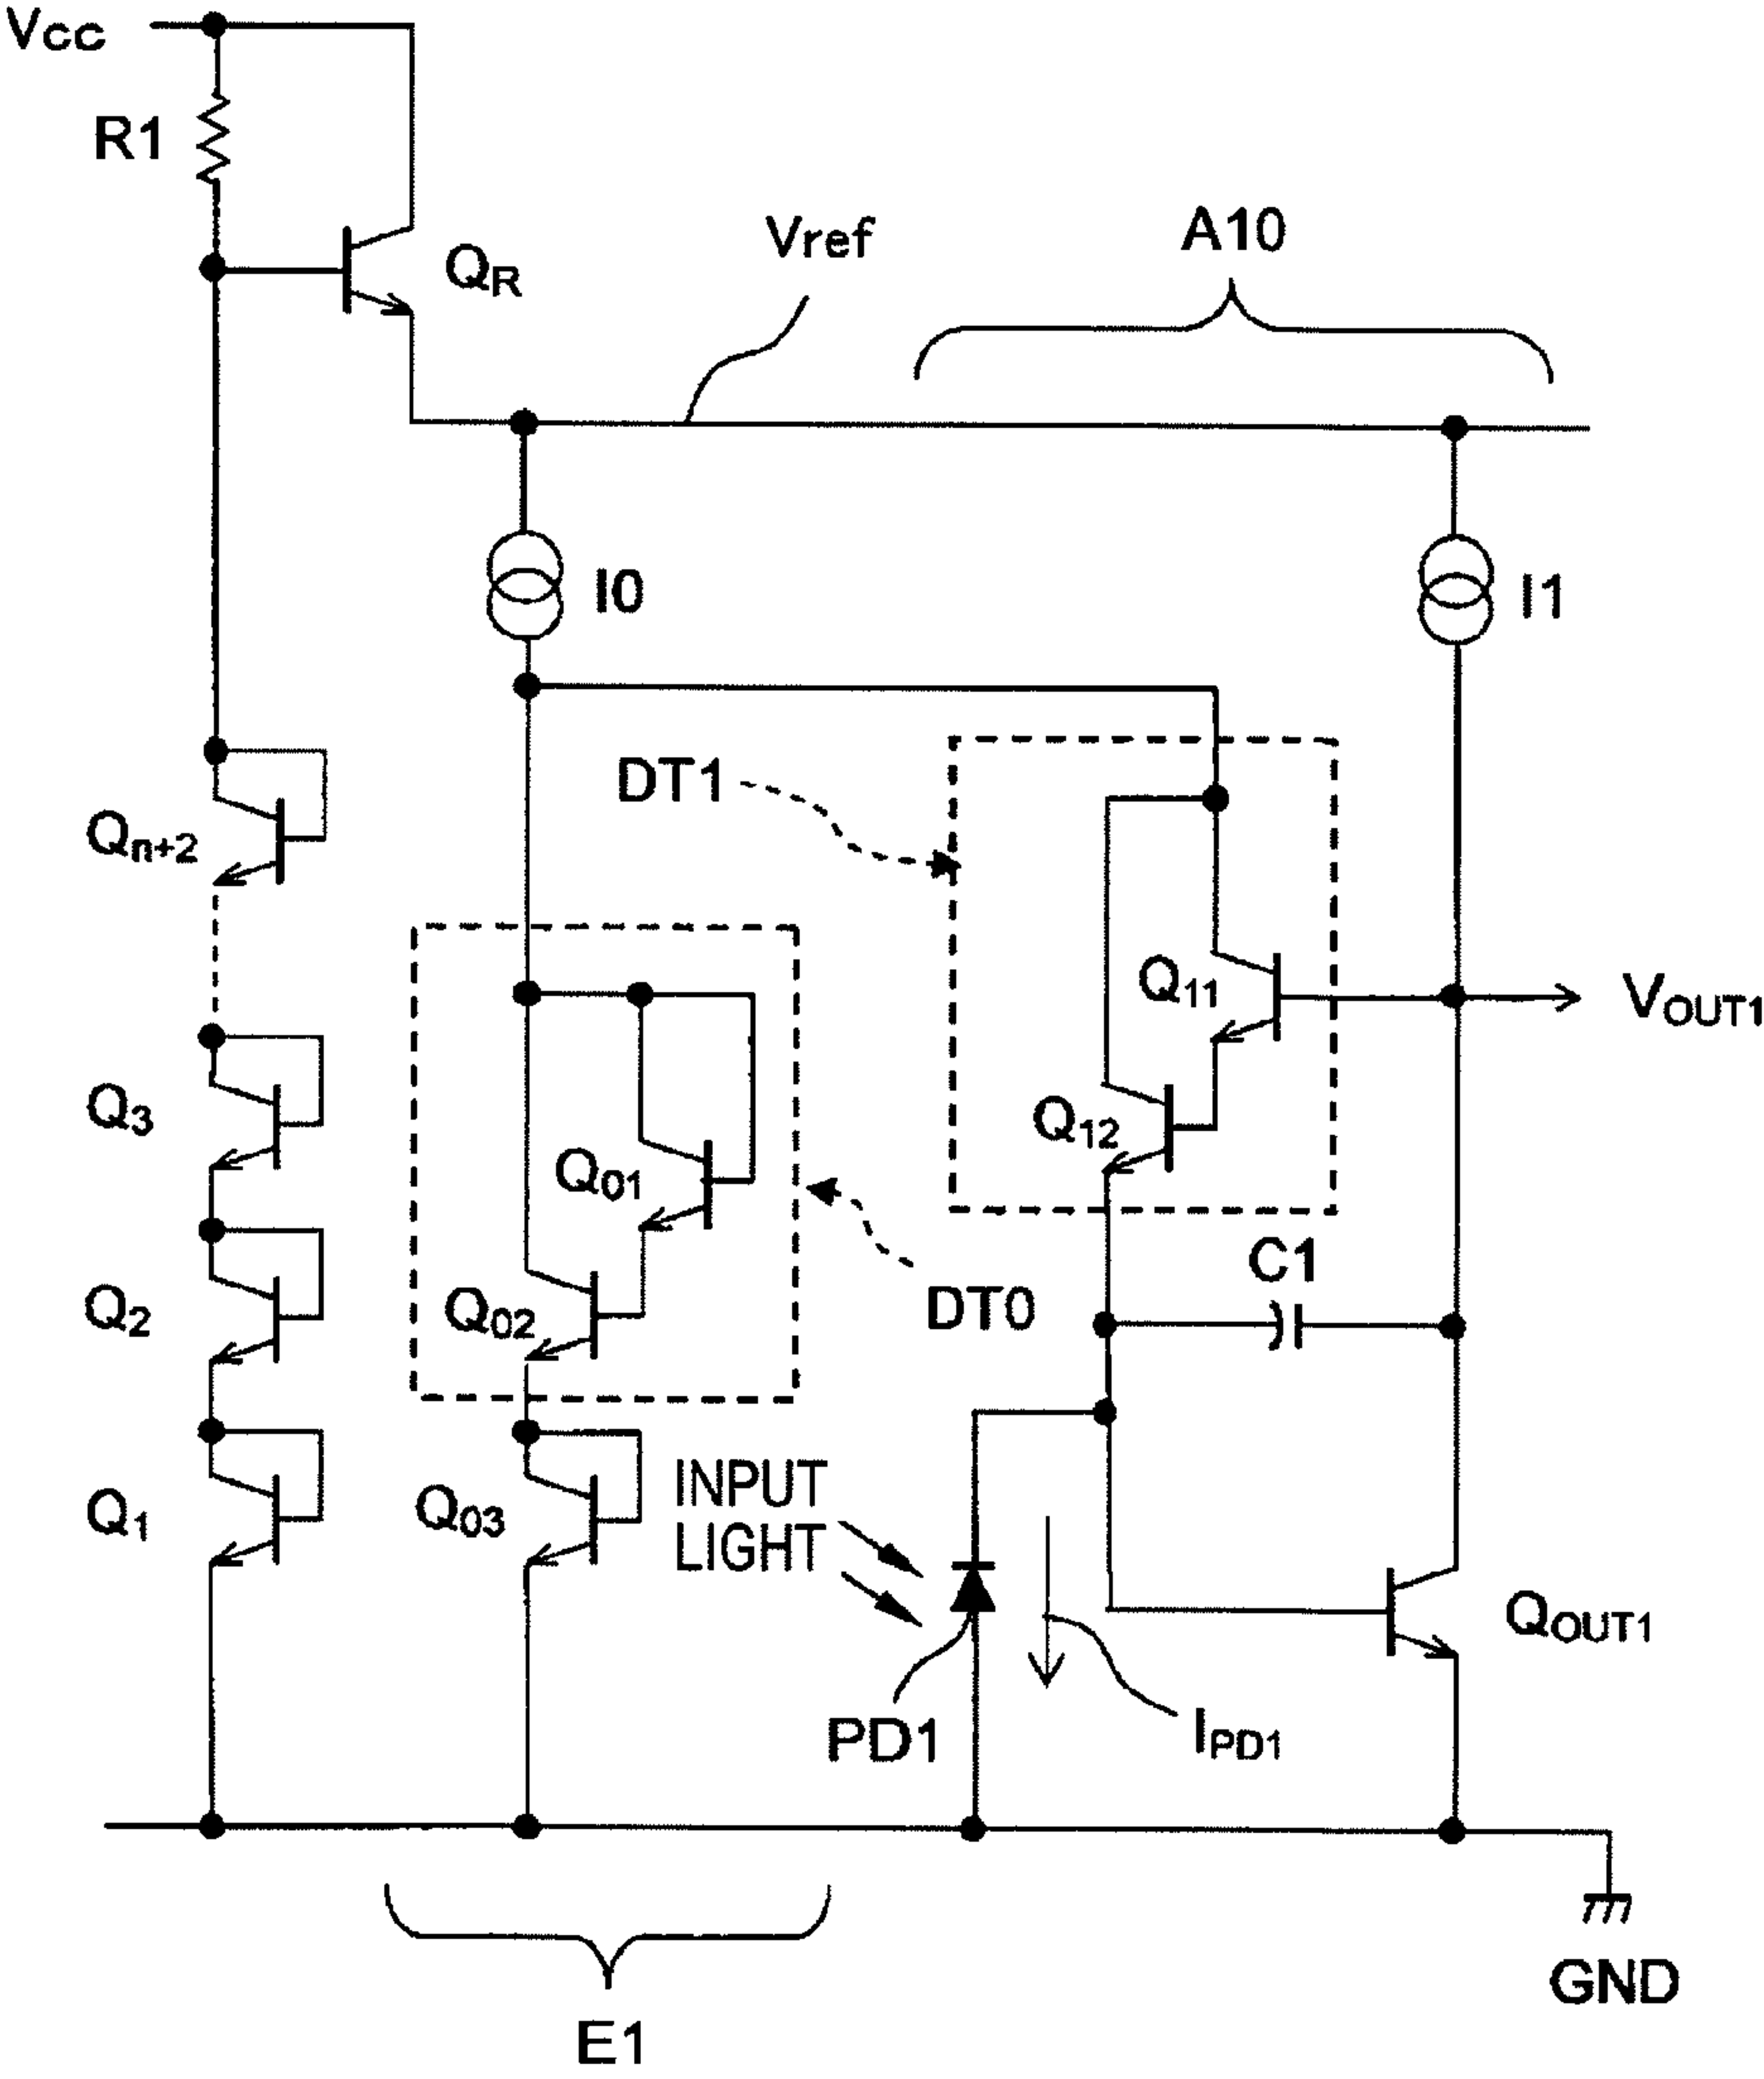 Vcc
R1
QR
Vref
A10
I0
I1
DT1
Qn+2
Q11
VOUT1
Q3
Q12
Q01
C1
Q2
Q02
DT0
Q1
Q03
INPUT
LIGHT
QOUT1
PD1
IPD1
GND
E1